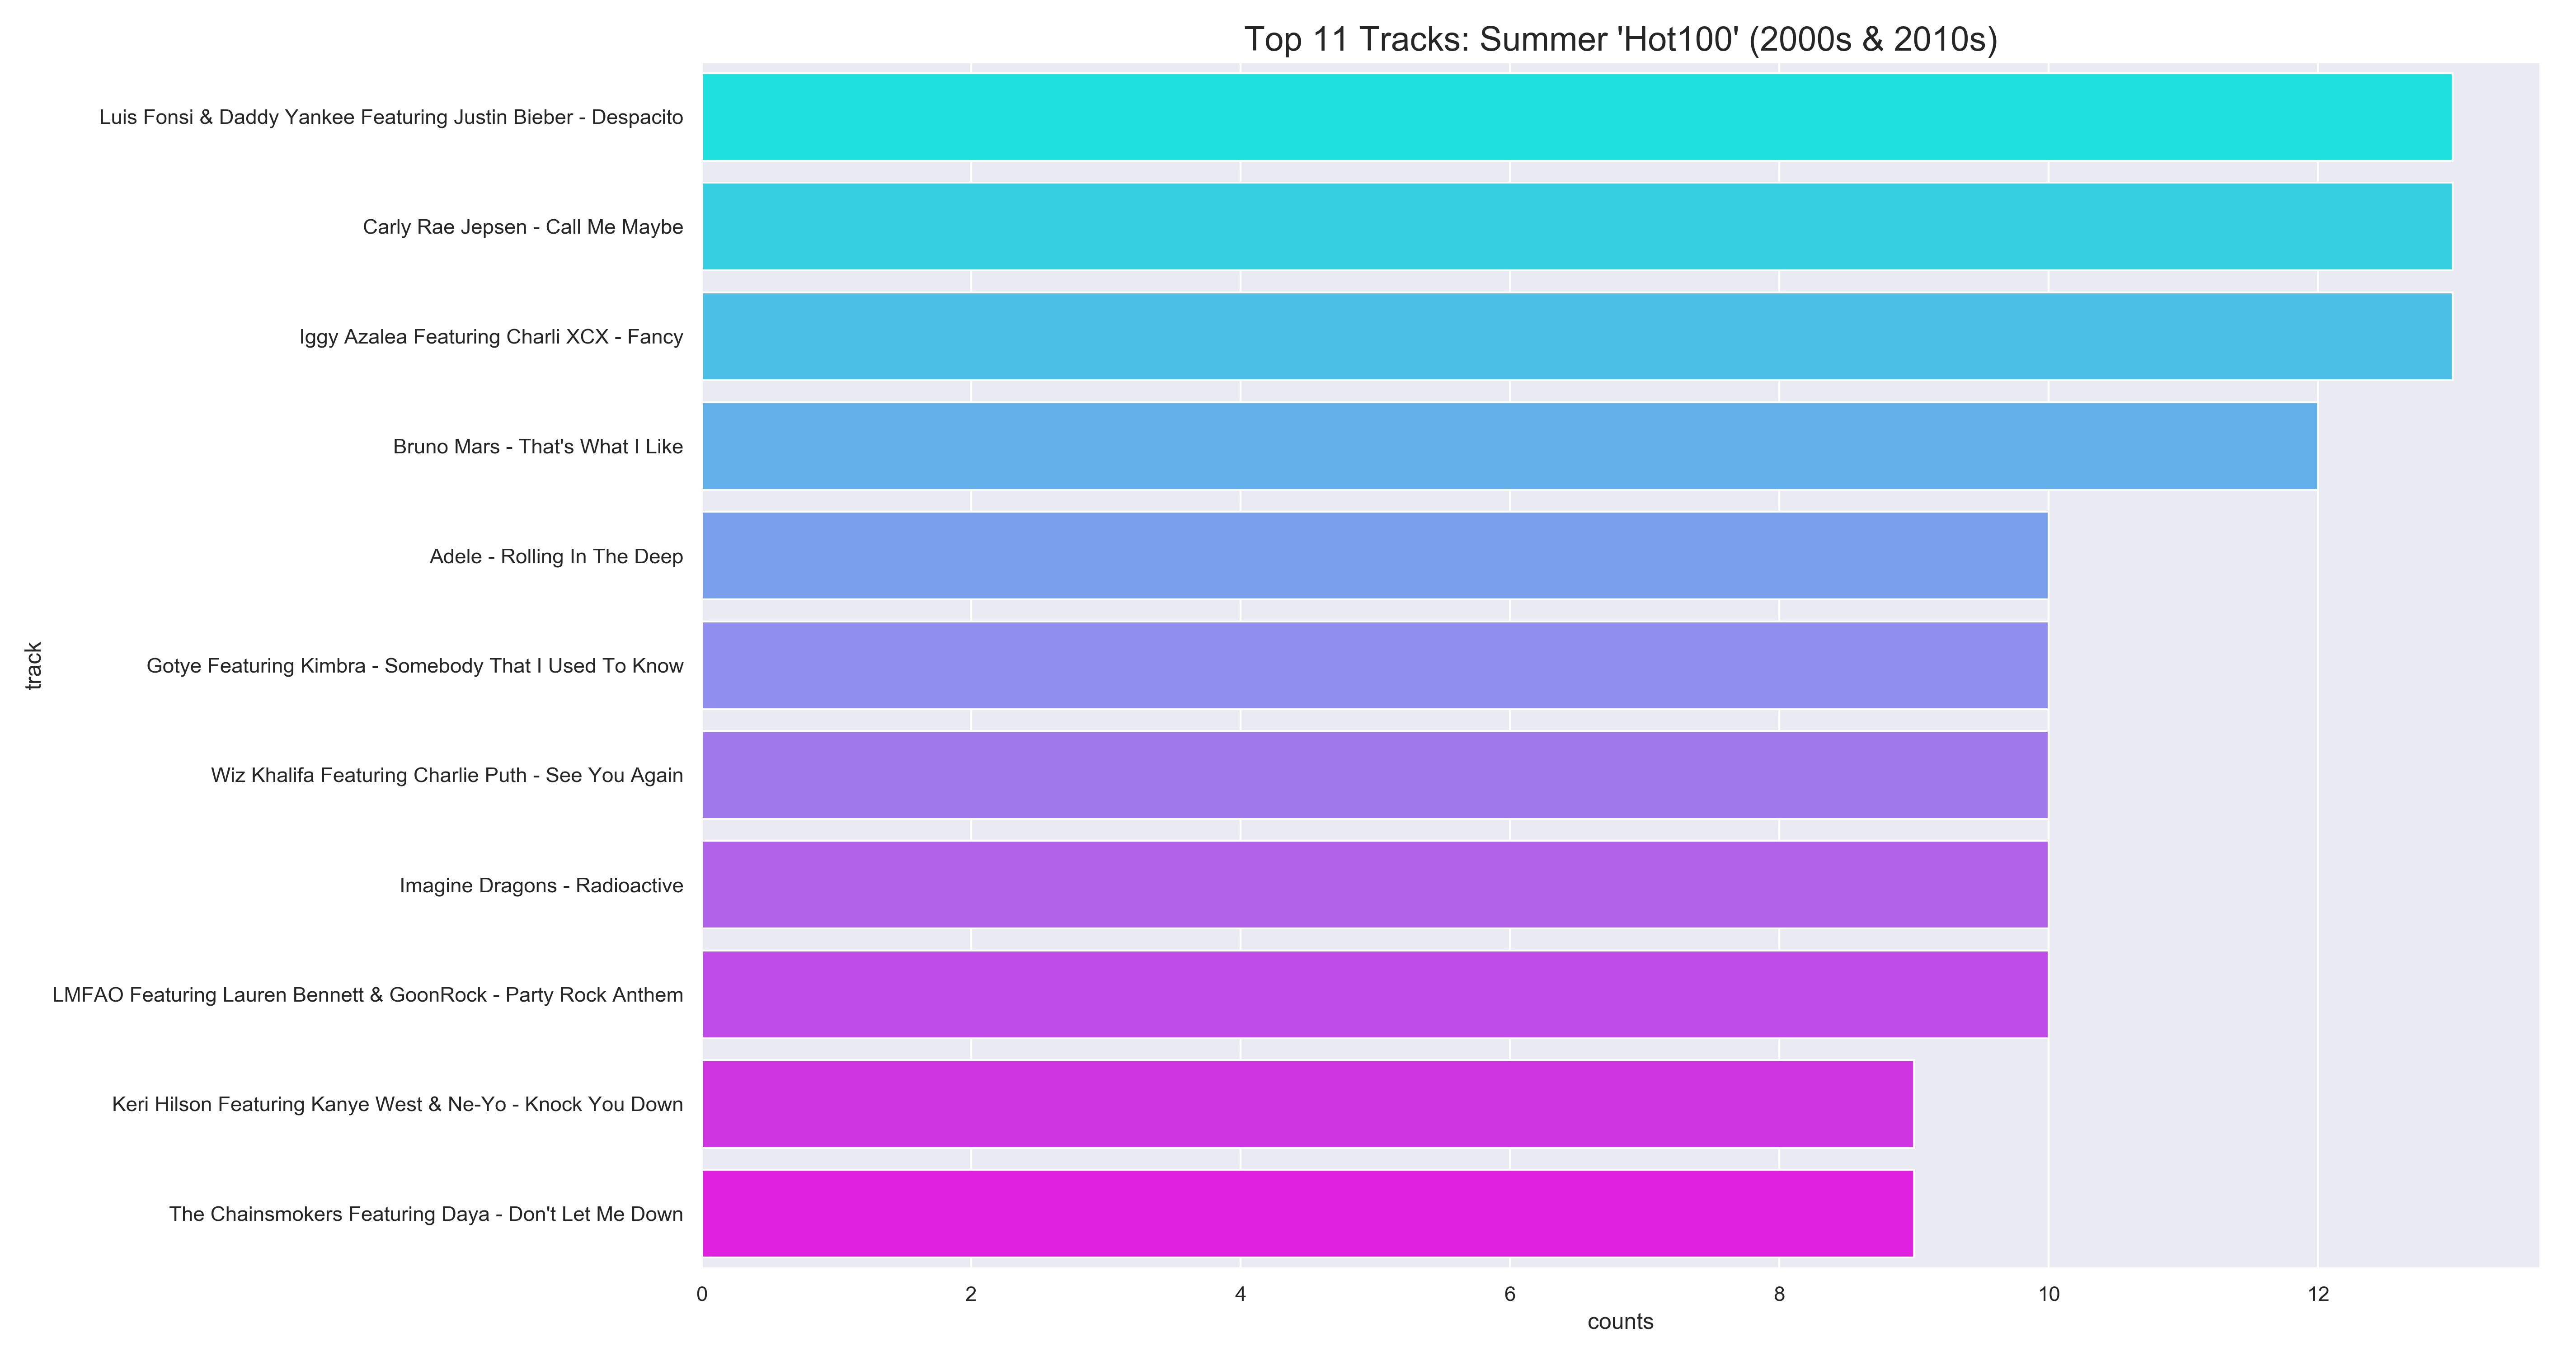 Top 11 Tracks: Summer 'Hot100' (2000s & 2010s)
Luis Fonsi & Daddy Yankee Featuring Justin Bieber - Despacito
Carly Rae Jepsen - Call Me Maybe
Iggy Azalea Featuring Charli XCX - Fancy
Bruno Mars - That's What I Like
Adele - Rolling In The Deep
Gotye Featuring Kimbra - Somebody That I Used To Know
Wiz Khalifa Featuring Charlie Puth - See You Again
Imagine Dragons - Radioactive
LMFAO Featuring Lauren Bennett & GoonRock - Party Rock Anthem
Keri Hilson Featuring Kanye West & Ne-Yo - Knock You Down
The Chainsmokers Featuring Daya - Don't Let Me Down
track
0 2 4 6 8 10 12
counts